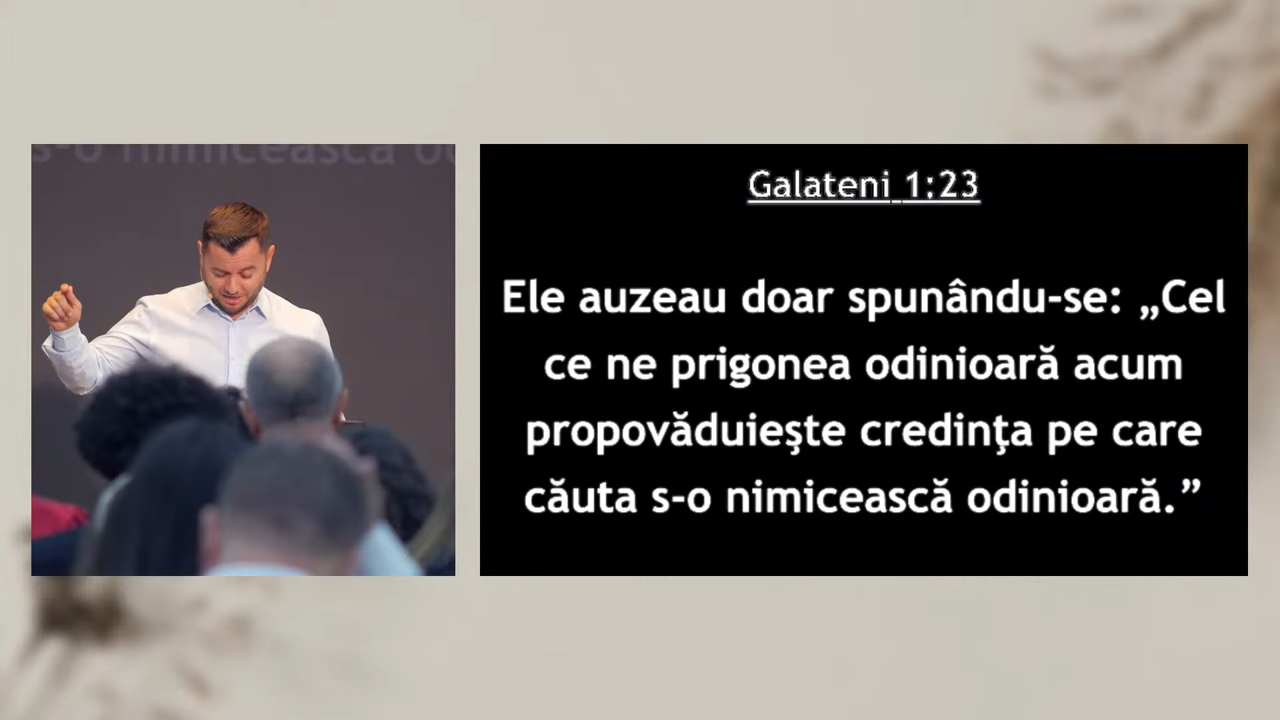 s-o nimicească od
Galateni 1:23
Ele auzeau doar spunându-se: „Cel
ce ne prigonea odinioară acum
propovăduieşte credinţa pe care
căuta s-o nimicească odinioară.”